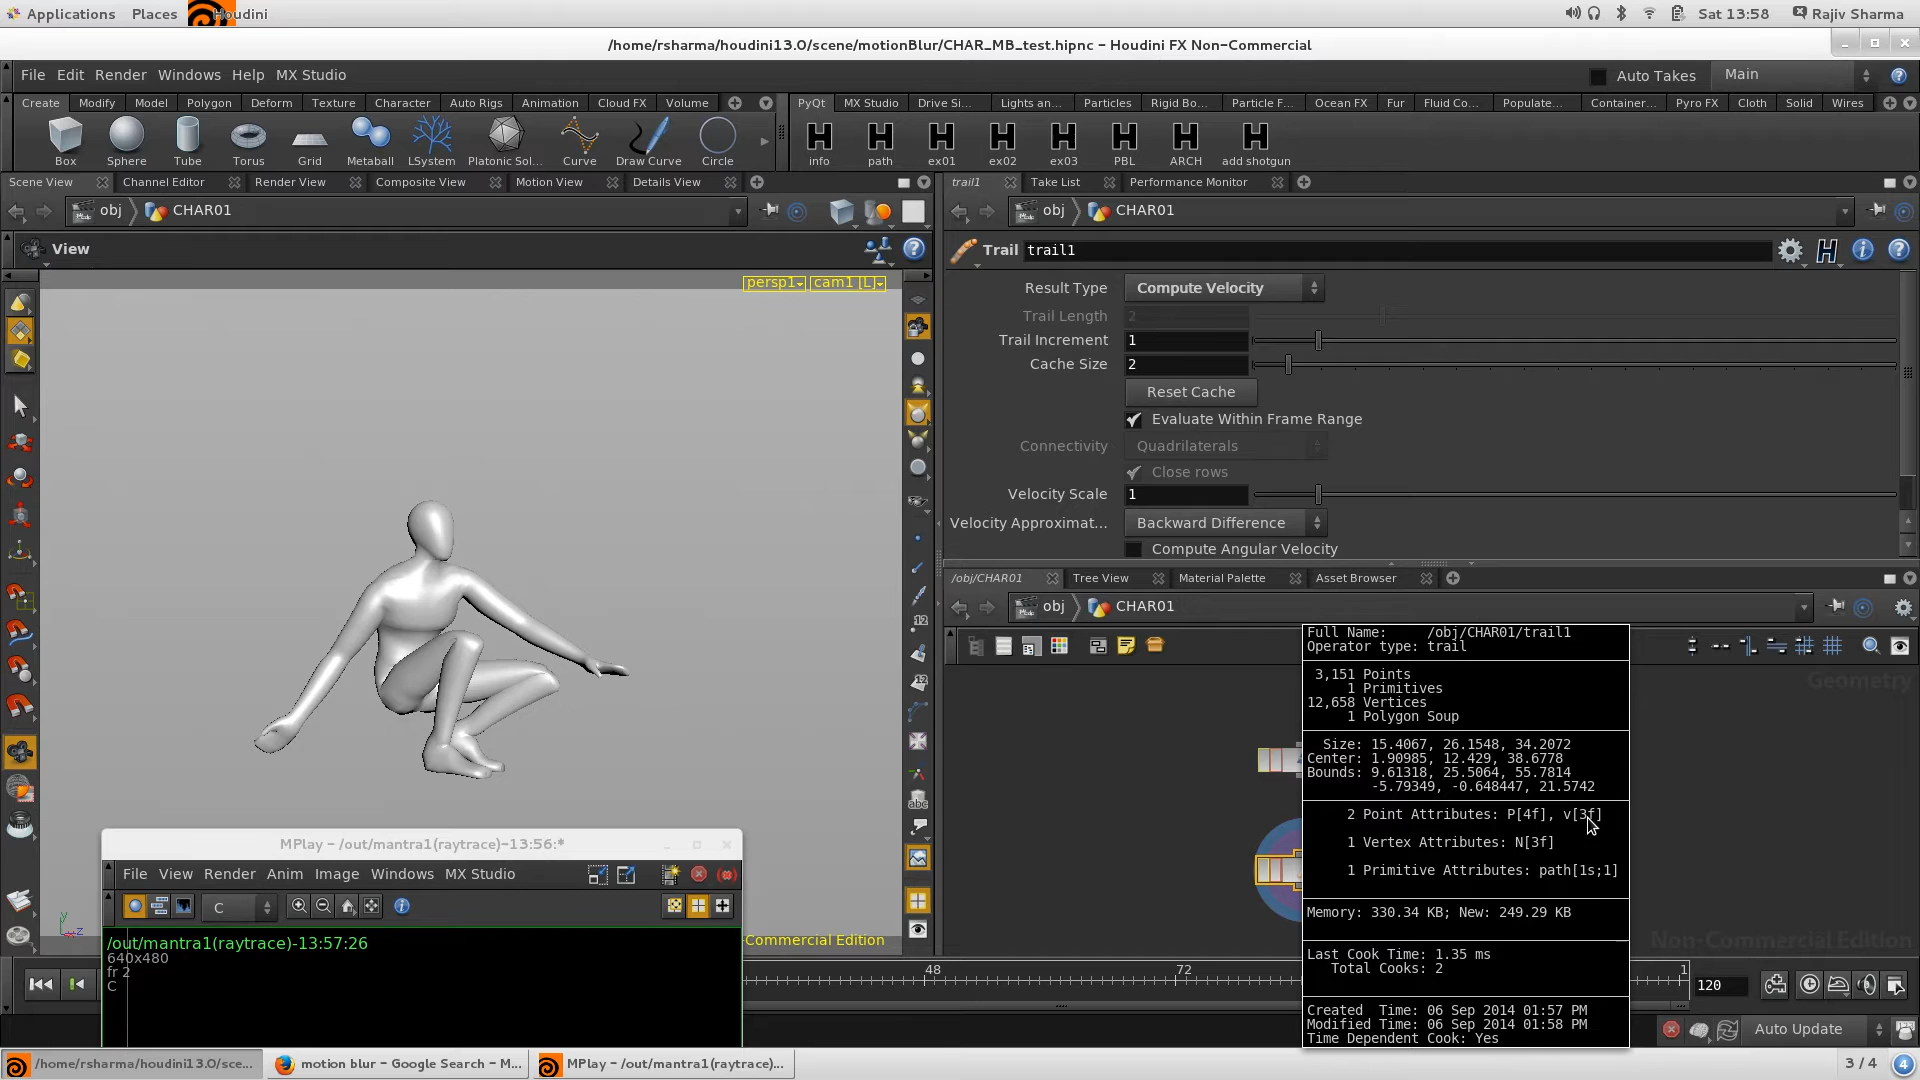 Applications Places Houdini Sat 13:58 Rajiv Sharma
/home/rsharma/houdini13.0/scene/motionBlur/CHAR_MB_test.hipnc - Houdini FX Non-Commercial
File Edit Render Windows Help MX Studio Auto Takes Main
Create Modify Model Polygon Deform Texture Character Auto Rigs Animation Cloud FX Volume
PyQt MX Studio Drive Si... Lights an... Particles Rigid Bo... Particle F... Ocean FX Fur Fluid Co... Populate... Container... Pyro FX Cloth Solid Wires
Box Sphere Tube Torus Grid Metaball LSystem Platonic Sol... Curve Draw Curve Circle
info path ex01 ex02 ex03 PBL ARCH add shotgun
Scene View Channel Editor Render View Composite View Motion View Details View
trail1 Take List Performance Monitor
obj CHAR01
obj CHAR01
View
Trail trail1
persp1 cam1 [L]
Result Type Compute Velocity
Trail Length 2
Trail Increment 1
Cache Size 2
Reset Cache
Evaluate Within Frame Range
Connectivity Quadrilaterals
Close rows
Velocity Scale 1
Velocity Approximat... Backward Difference
Compute Angular Velocity
/obj/CHAR01 Tree View Material Palette Asset Browser
obj CHAR01
Full Name: /obj/CHAR01/trail1
Operator type: trail
3,151 Points
1 Primitives
12,658 Vertices
1 Polygon Soup
Size: 15.4067, 26.1548, 34.2072
Center: 1.90985, 12.429, 38.6778
Bounds: 9.61318, 25.5064, 55.7814
-5.79349, -0.648447, 21.5742
2 Point Attributes: P[4f], v[3f]
1 Vertex Attributes: N[3f]
1 Primitive Attributes: path[1s;1]
Memory: 330.34 KB; New: 249.29 KB
Last Cook Time: 1.35 ms
Total Cooks: 2
Created Time: 06 Sep 2014 01:57 PM
Modified Time: 06 Sep 2014 01:58 PM
Time Dependent Cook: Yes
Geometry
Non-Commercial Edition
12
12
abc
MPlay - /out/mantra1(raytrace)-13:56:*
File View Render Anim Image Windows MX Studio
C
/out/mantra1(raytrace)-13:57:26
640x480
fr 2
C
Commercial Edition
y
z
48 72 1 120
Auto Update
/home/rsharma/houdini13.0/sce... motion blur - Google Search - M... MPlay - /out/mantra1(raytrace)... 3 / 4 4